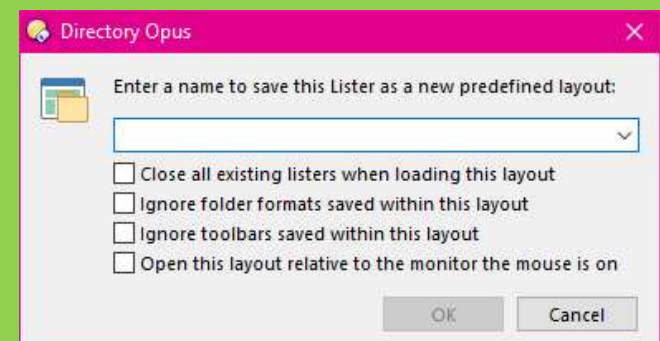 Directory Opus
Enter a name to save this Lister as a new predefined layout:
Close all existing listers when loading this layout
Ignore folder formats saved within this layout
Ignore toolbars saved within this layout
Open this layout relative to the monitor the mouse is on
OK Cancel